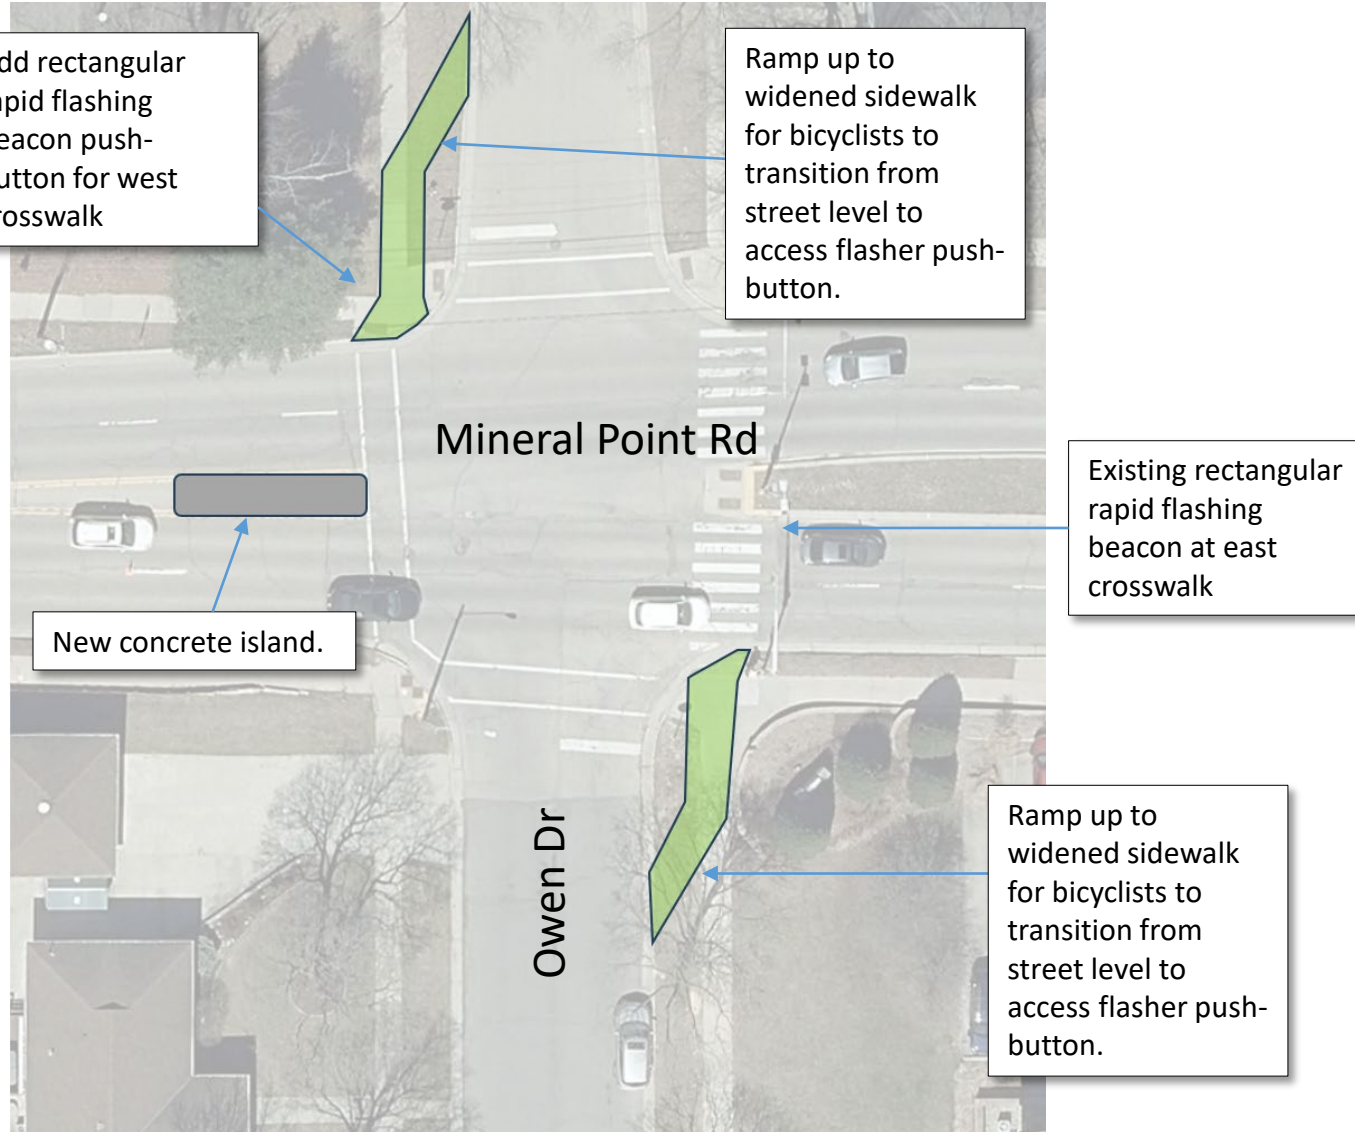 dd rectangular
apid flashing
eacon push-
utton for west
rosswalk
Ramp up to
widened sidewalk
for bicyclists to
transition from
street level to
access flasher push-
button.
Mineral Point Rd
Existing rectangular
rapid flashing
beacon at east
crosswalk
New concrete island.
Owen Dr
Ramp up to
widened sidewalk
for bicyclists to
transition from
street level to
access flasher push-
button.